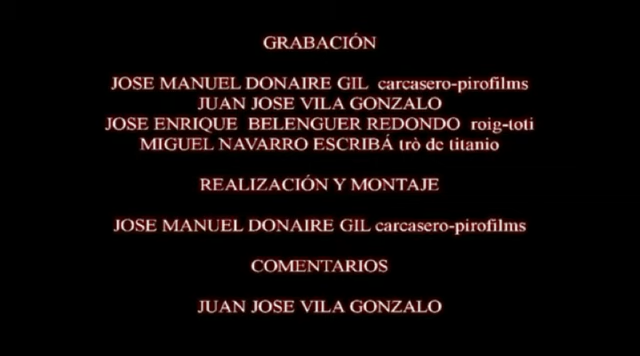 GRABACIÓN
JOSE MANUEL DONAIRE GIL carcasero-pirofilms
JUAN JOSE VILA GONZALO
JOSE ENRIQUE BELENGUER REDONDO roig-toti
MIGUEL NAVARRO ESCRIBÁ trò de titanio
REALIZACIÓN Y MONTAJE
JOSE MANUEL DONAIRE GIL carcasero-pirofilms
COMENTARIOS
JUAN JOSE VILA GONZALO